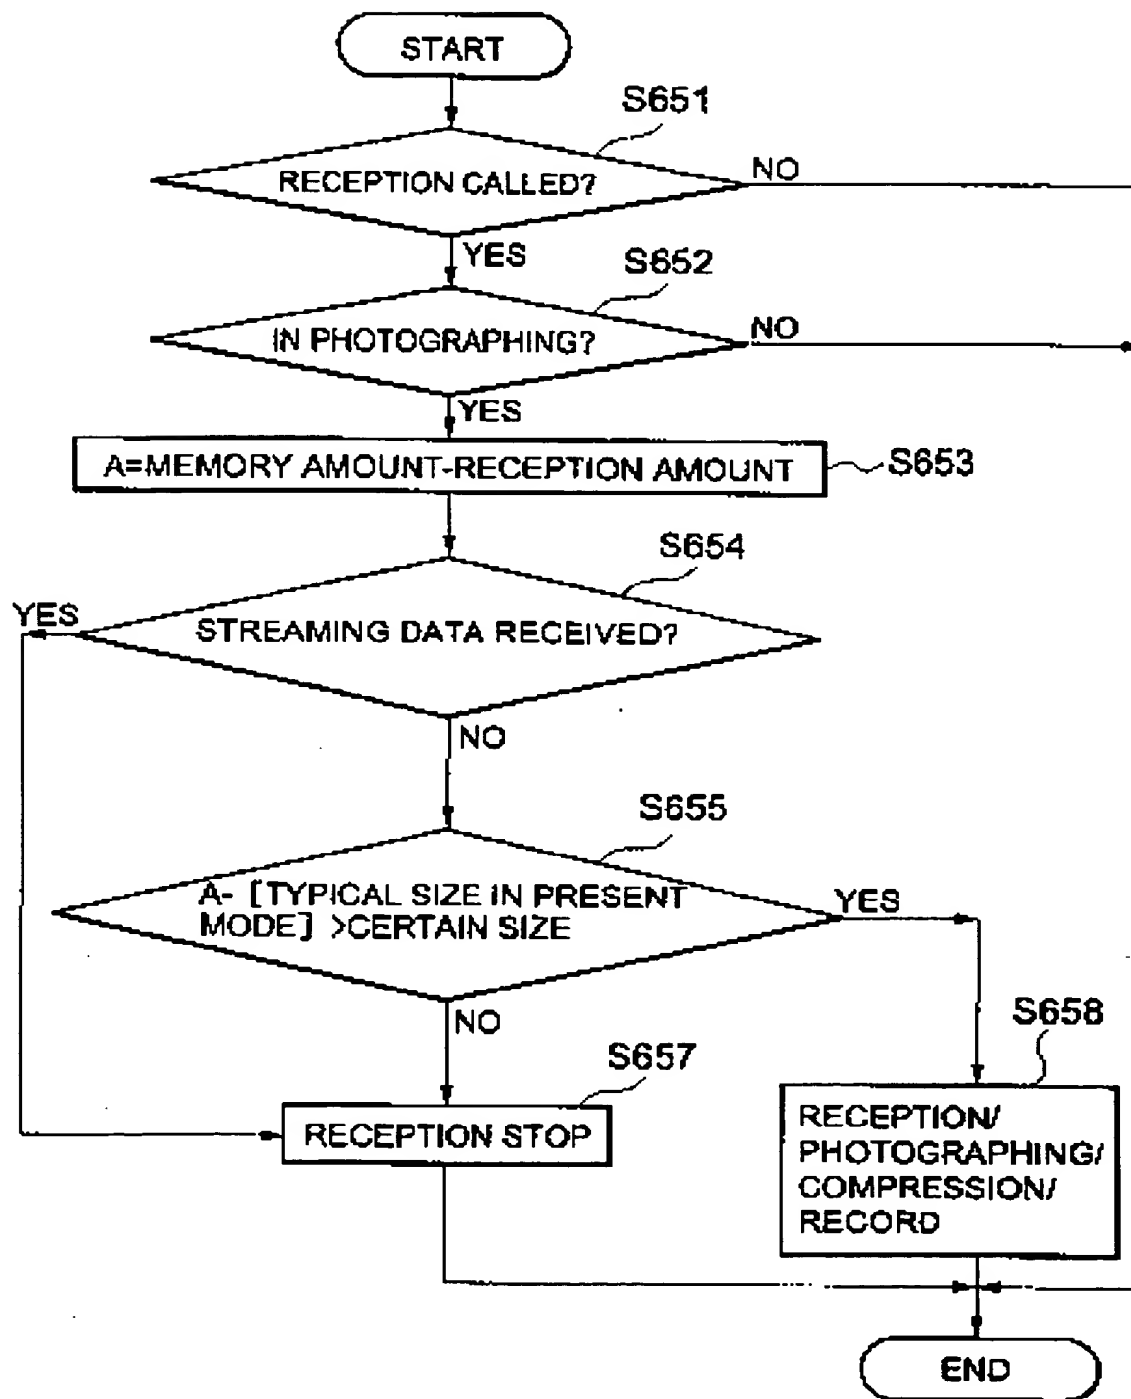 START
S651
RECEPTION CALLED?
NO
YES
S652
IN PHOTOGRAPHING?
NO
YES
A=MEMORY AMOUNT-RECEPTION AMOUNT
S653
S654
YES
STREAMING DATA RECEIVED?
NO
S655
A- [TYPICAL SIZE IN PRESENT
MODE] >CERTAIN SIZE
YES
NO
S658
S657
RECEPTION STOP
RECEPTION/
PHOTOGRAPHING/
COMPRESSION/
RECORD
END